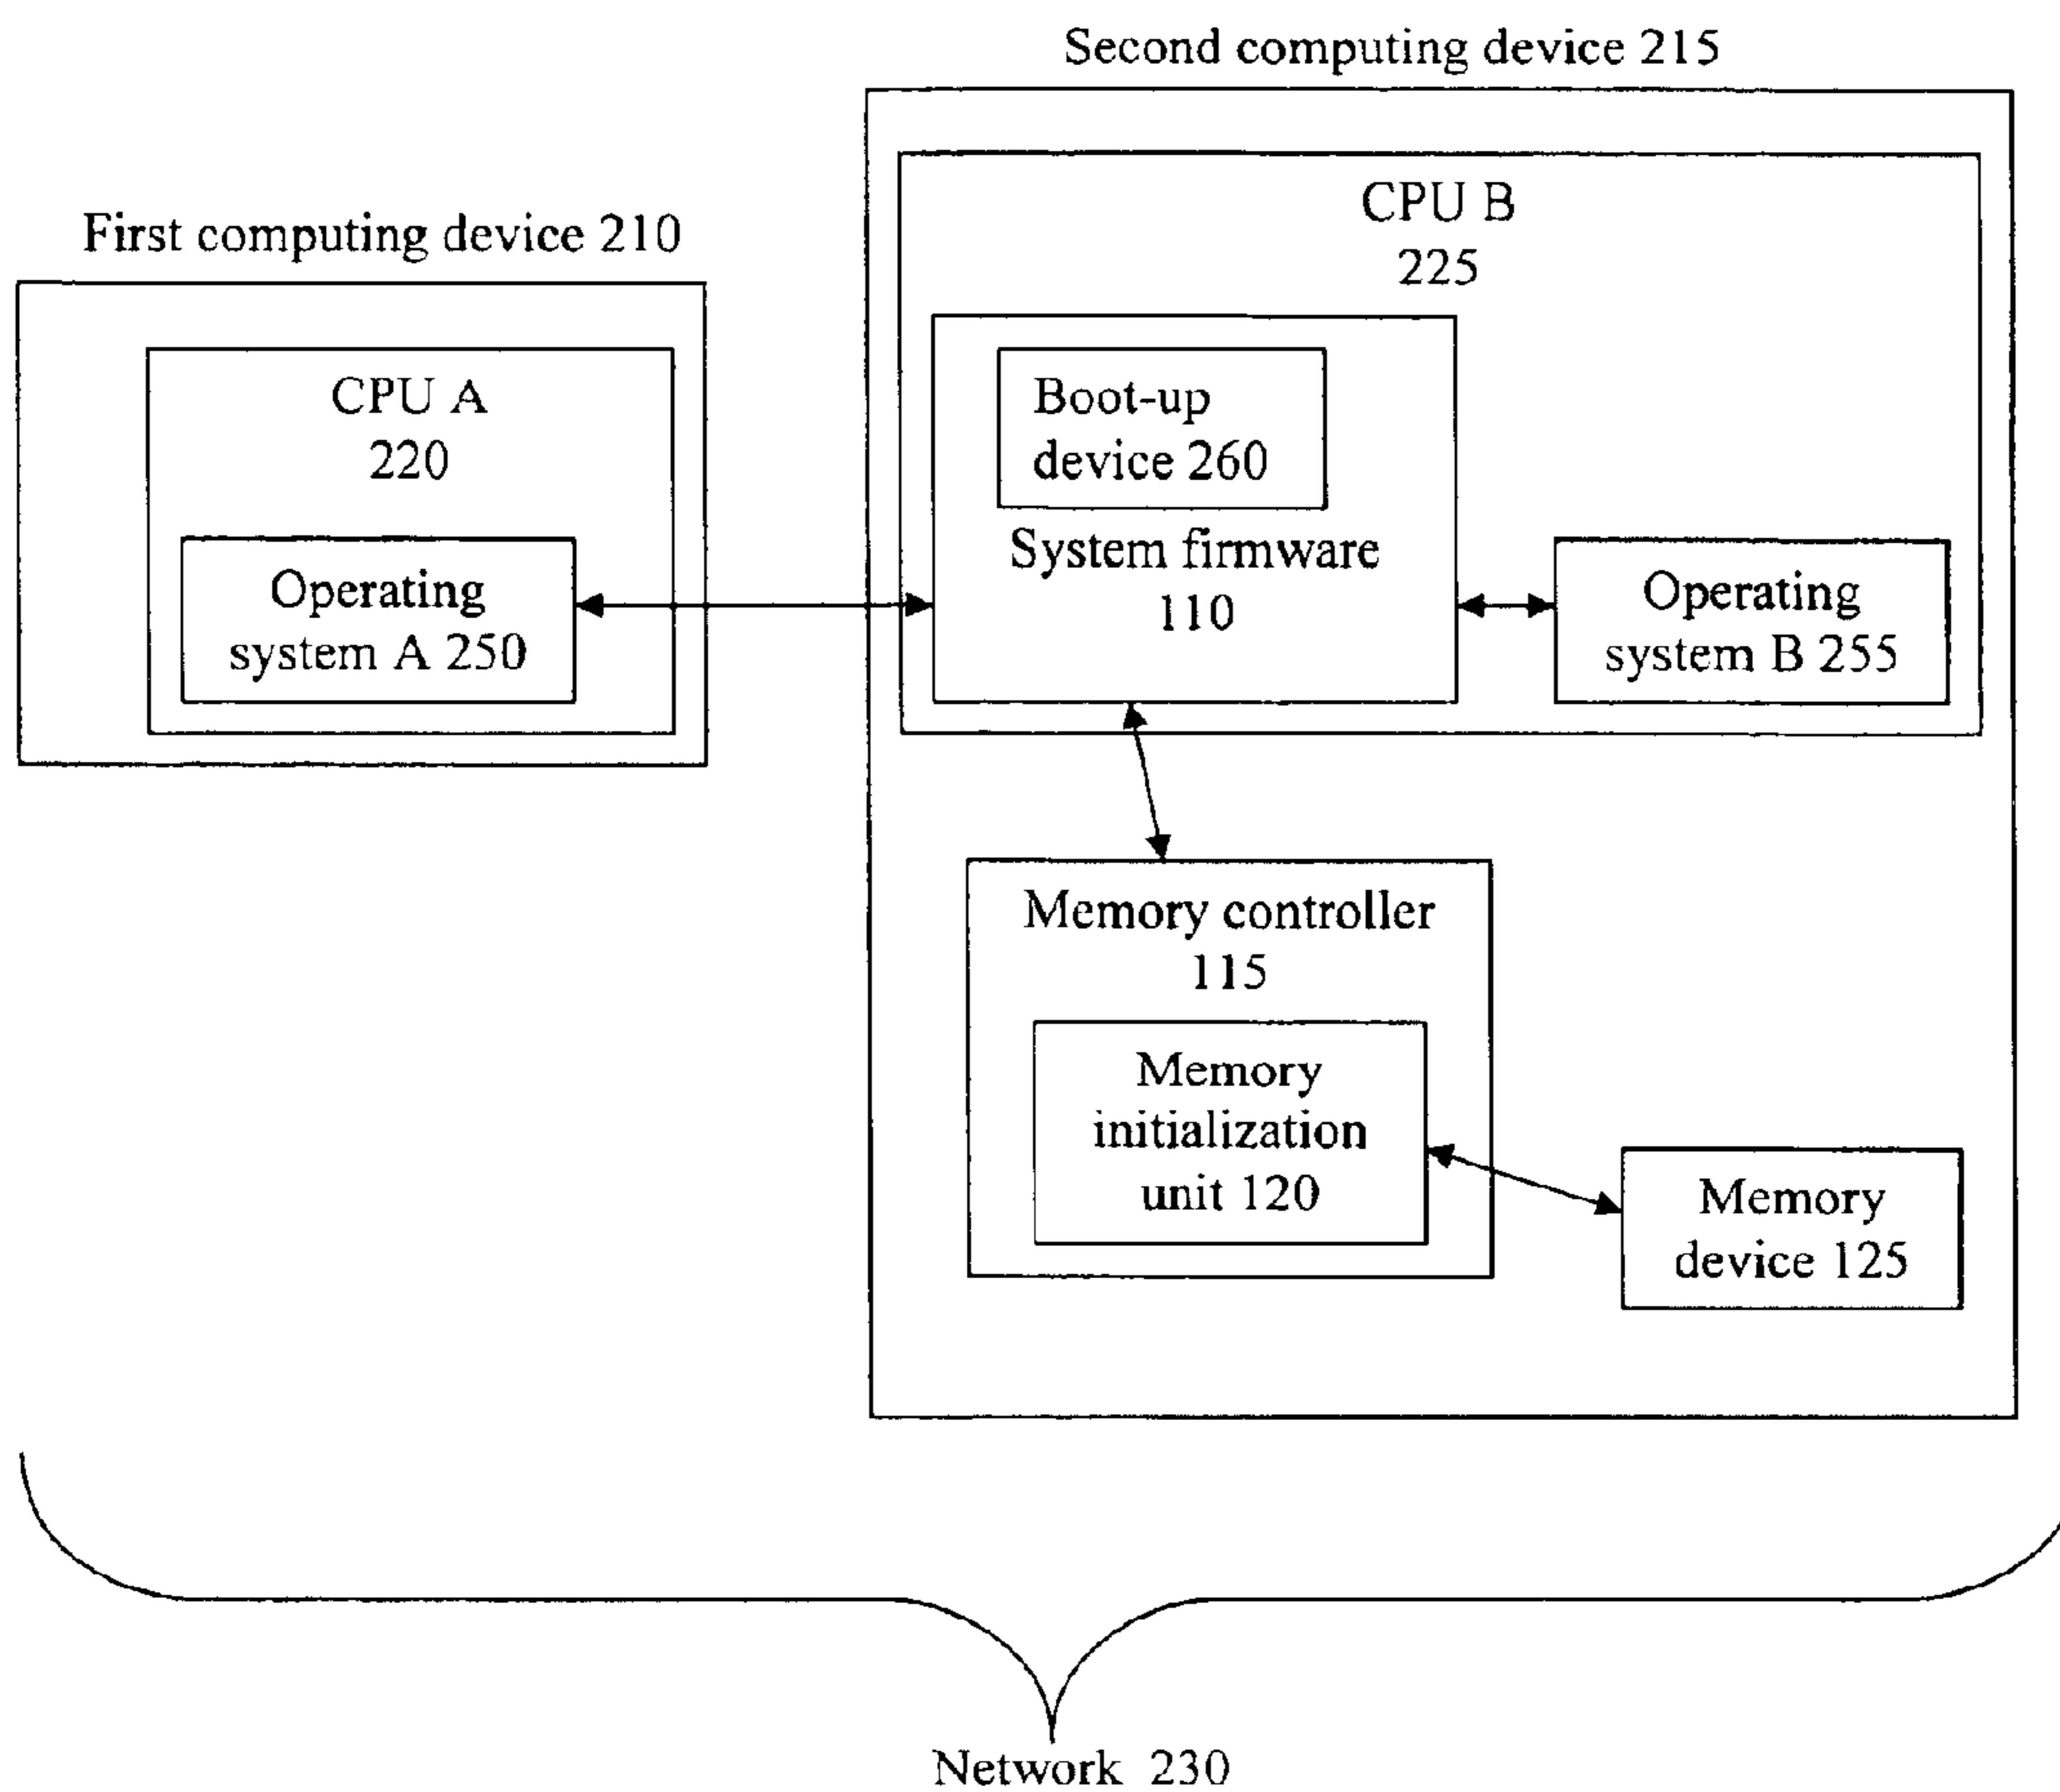 Second computing device 215
CPU B
225
First computing device 210
CPU A
220
Boot-up
device 260
System firmware
110
Operating
system A 250
Operating
system B 255
Memory controller
115
Memory
initialization
unit 120
Memory
device 125
Network 230